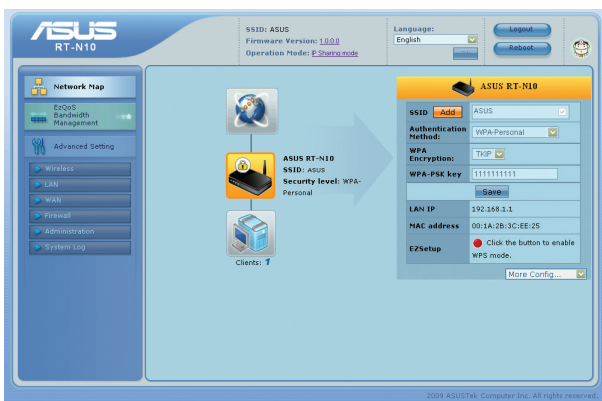 ASUS
RT-N10
SSID: ASUS
Firmware Version: 1.0.0.0
Operation Mode: IP Sharing mode
Language:
English
Logout
Reboot
Network Map
EzQoS
Bandwidth
Management
Advanced Setting
Wireless
LAN
WAN
Firewall
Administration
System Log
ASUS RT-N10
SSID: ASUS
Security level: WPA-
Personal
Clients: 1
ASUS RT-N10
SSID Add ASUS
Authentication
Method: WPA-Personal
WPA
Encryption: TKIP
WPA-PSK key 1111111111
Save
LAN IP 192.168.1.1
MAC address 00:1A:2B:3C:EE:25
EZSetup Click the button to enable
WPS mode.
More Config...
2009 ASUSTek Computer Inc. All rights reserved.